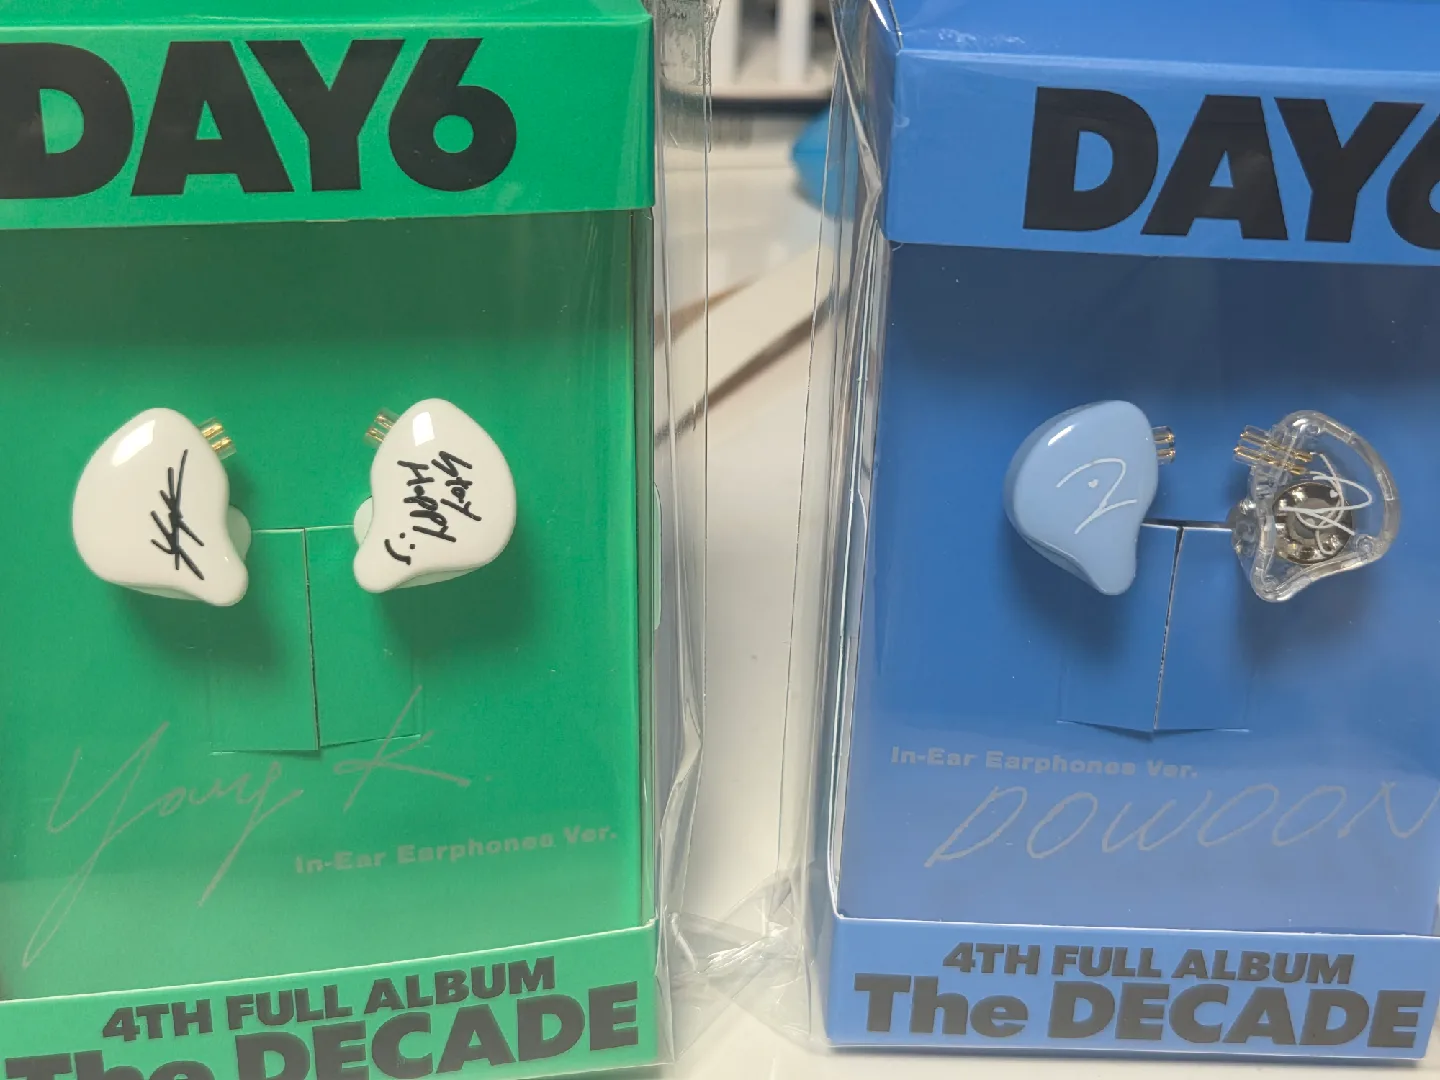 DAY6
Stay
Happy :)
Young K.
In-Ear Earphones Ver.
4TH FULL ALBUM
The DECADE
DAY6
In-Ear Earphones Ver.
DOWOON
4TH FULL ALBUM
The DECADE